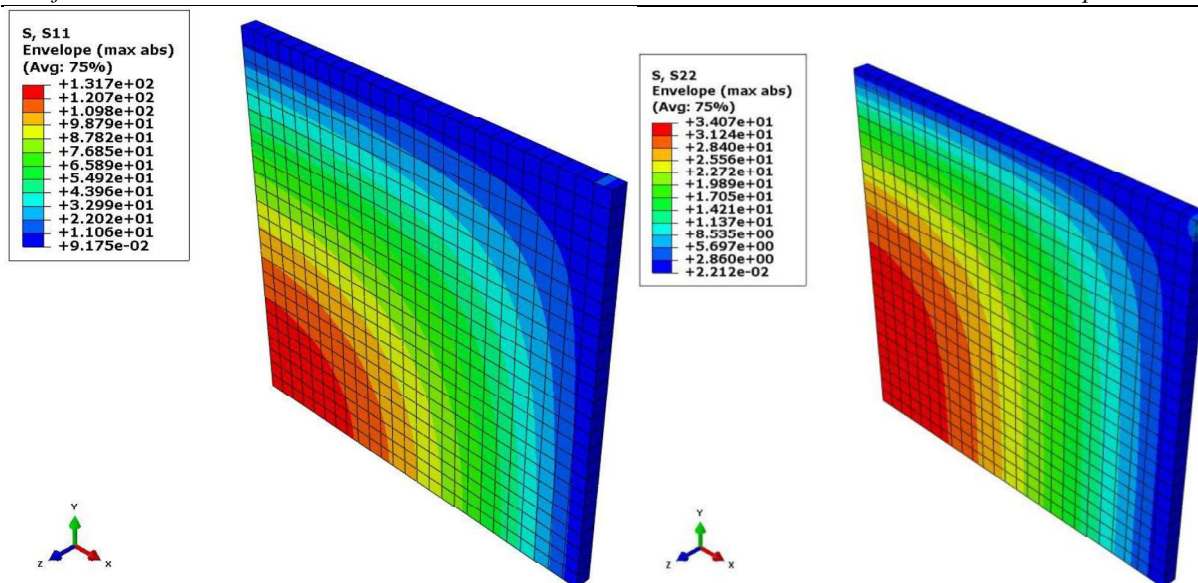 S, S11
Envelope (max abs)
(Avg: 75%)
+1.317e+02
+1.207e+02
+1.098e+02
+9.879e+01
+8.782e+01
+7.685e+01
+6.589e+01
+5.492e+01
+4.396e+01
+3.299e+01
+2.202e+01
+1.106e+01
+9.175e-02
Y
Z
X
S, S22
Envelope (max abs)
(Avg: 75%)
+3.407e+01
+3.124e+01
+2.840e+01
+2.556e+01
+2.272e+01
+1.989e+01
+1.705e+01
+1.421e+01
+1.137e+01
+8.535e+00
+5.697e+00
+2.860e+00
+2.212e-02
Y
Z
X